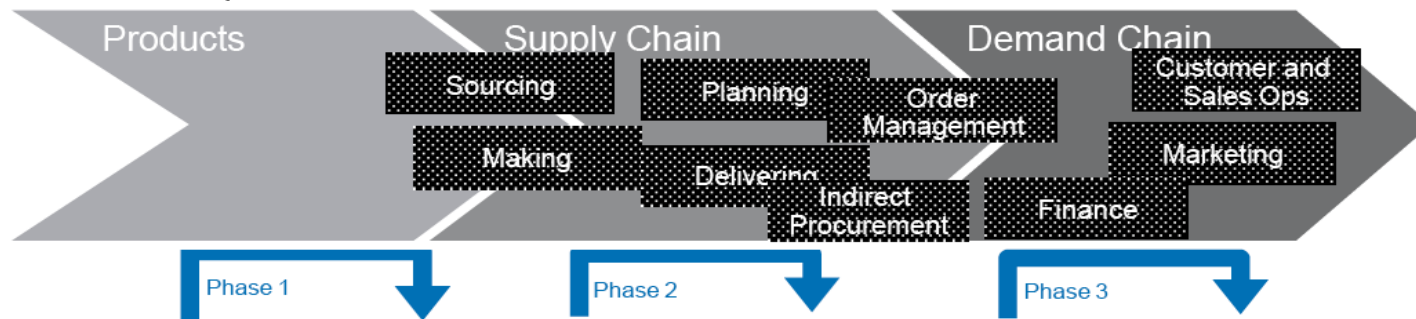 Products
Supply Chain
Demand Chain
Sourcing
Planning
Order
Management
Customer and
Sales Ops
Making
Delivering
Indirect
Procurement
Marketing
Finance
Phase 1
Phase 2
Phase 3